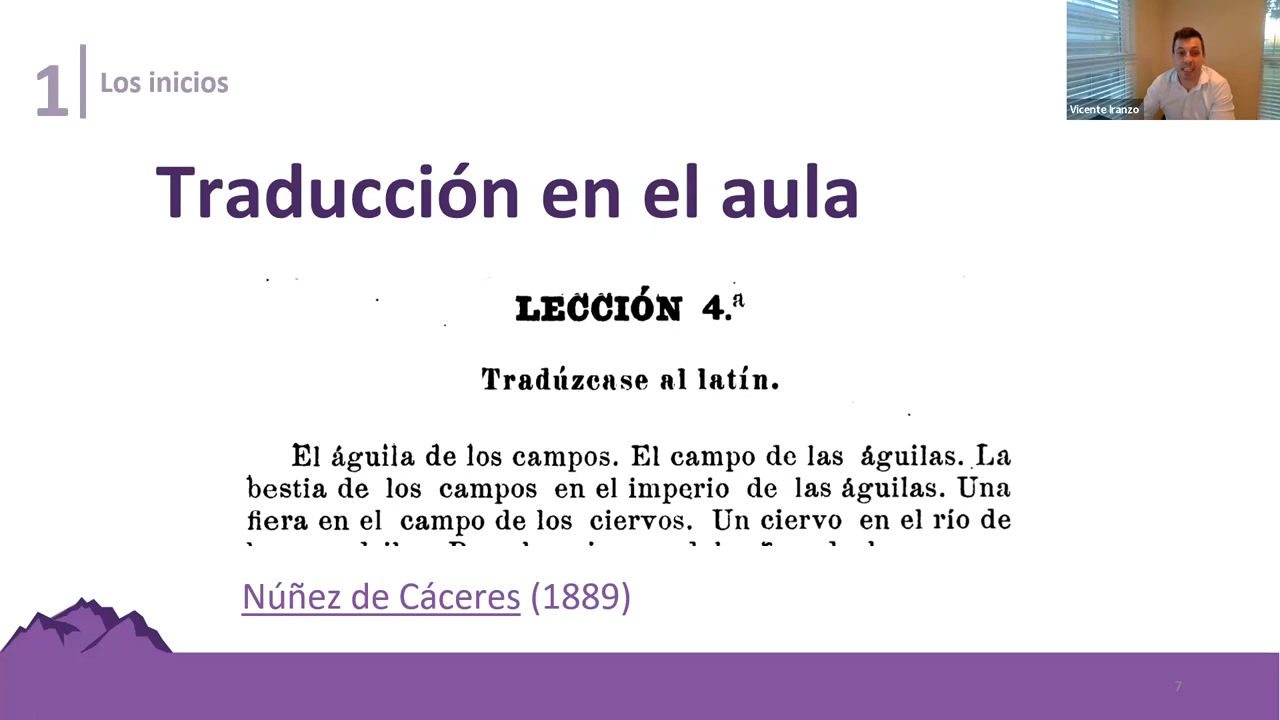 1 Los inicios
Vicente Iranzo
Traducción en el aula
LECCIÓN 4.ª
Tradúzcase al latín.
El águila de los campos. El campo de las águilas. La
bestia de los campos en el imperio de las águilas. Una
fiera en el campo de los ciervos. Un ciervo en el río de
Núñez de Cáceres (1889)
7